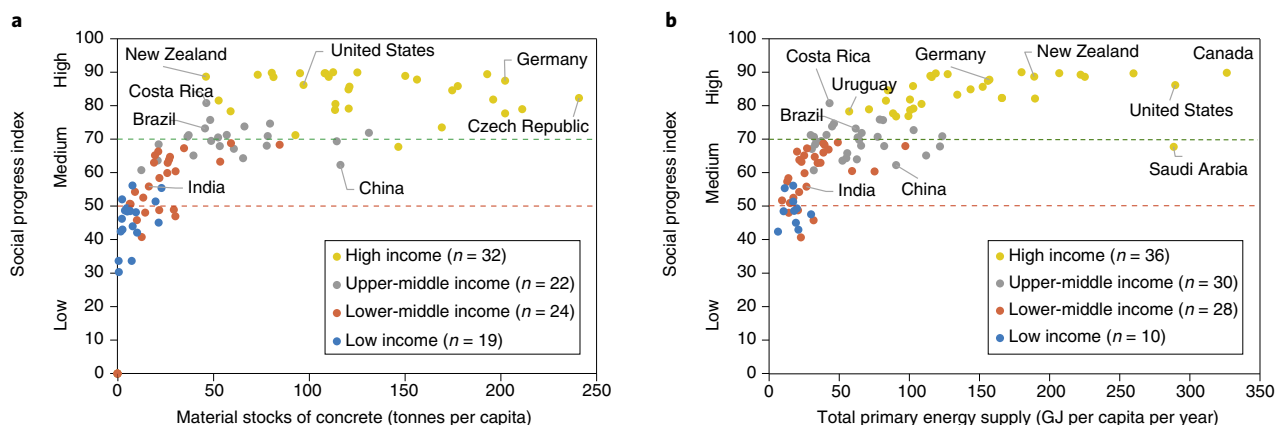 a
Social progress index
High
Medium
Low
100
90
80
70
60
50
40
30
20
10
0
New Zealand
United States
Germany
Costa Rica
Brazil
Czech Republic
India
China
High income (n = 32)
Upper-middle income (n = 22)
Lower-middle income (n = 24)
Low income (n = 19)
0 50 100 150 200 250
Material stocks of concrete (tonnes per capita)
b
Social progress index
High
Medium
Low
100
90
80
70
60
50
40
30
20
10
0
Costa Rica
Germany
New Zealand
Canada
Uruguay
United States
Brazil
Saudi Arabia
India
China
High income (n = 36)
Upper-middle income (n = 30)
Lower-middle income (n = 28)
Low income (n = 10)
0 50 100 150 200 250 300 350
Total primary energy supply (GJ per capita per year)